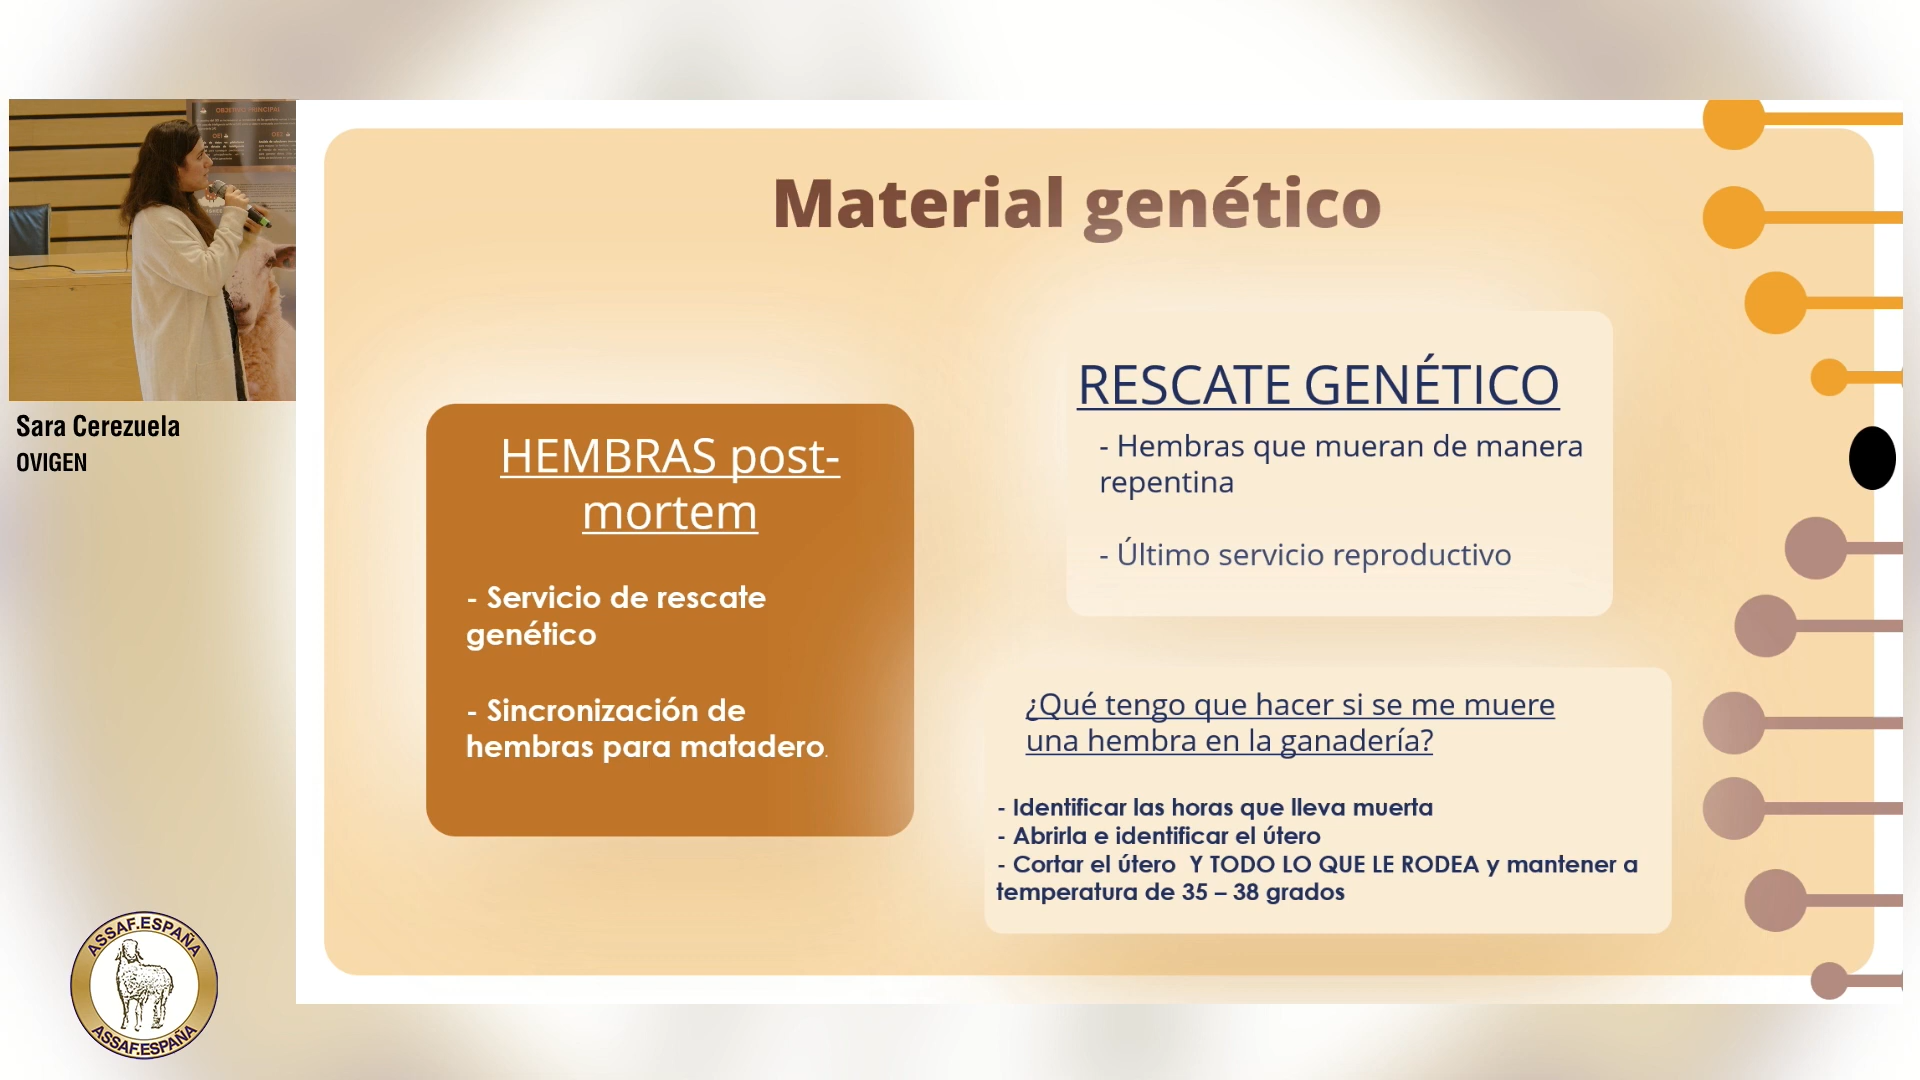 OBJETIVO PRINCIPAL
Sara Cerezuela
OVIGEN
Material genético
HEMBRAS post-
mortem
- Servicio de rescate
genético
- Sincronización de
hembras para matadero.
RESCATE GENÉTICO
- Hembras que mueran de manera
repentina
- Último servicio reproductivo
¿Qué tengo que hacer si se me muere
una hembra en la ganadería?
- Identificar las horas que lleva muerta
- Abrirla e identificar el útero
- Cortar el útero  Y TODO LO QUE LE RODEA y mantener a
temperatura de 35 – 38 grados
ASSAF.ESPAÑA
ASSAF.ESPAÑA